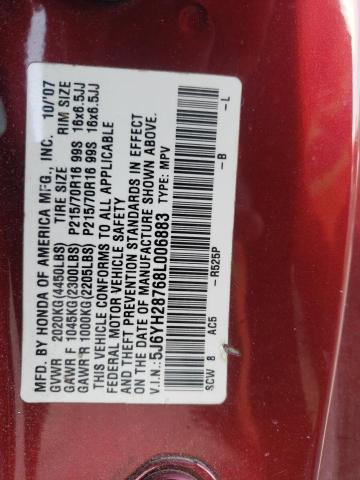 MFD. BY HONDA OF AMERICA MFG., INC. 10/'07
GVWR 2020KG(4450LBS) TIRE SIZE RIM SIZE
GAWR F 1045KG(2300LBS) P215/70R16 99S 16x6.5JJ
GAWR R 1000KG(2205LBS) P215/70R16 99S 16x6.5JJ
THIS VEHICLE CONFORMS TO ALL APPLICABLE
FEDERAL MOTOR VEHICLE SAFETY
AND THEFT PREVENTION STANDARDS IN EFFECT
ON THE DATE OF MANUFACTURE SHOWN ABOVE.
V.I.N.: 5J6YH28768L006883 TYPE: MPV
SCW 8 AC5 -R525P -B -L